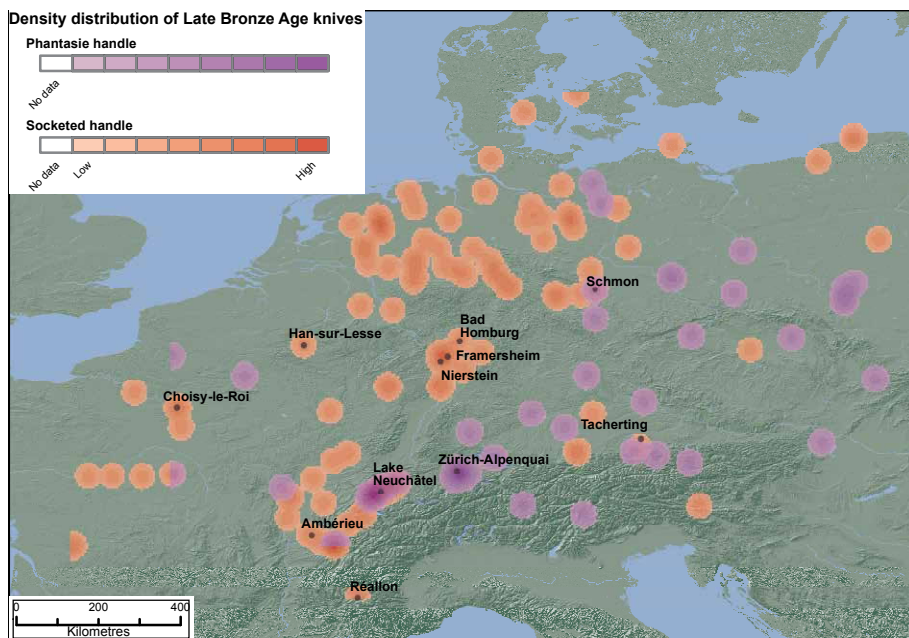 Density distribution of Late Bronze Age knives
Phantasie handle
No data
Socketed handle
No data
Low
High
Schmon
Bad
Homburg
Han-sur-Lesse
Framersheim
Nierstein
Choisy-le-Roi
Tacherting
Lake
Neuchâtel
Zürich-Alpenquai
Ambérieu
Réallon
0 200 400
Kilometres